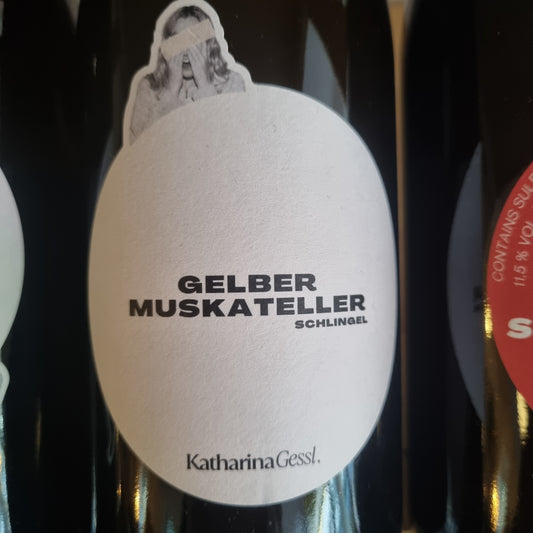 GELBER
MUSKATELLER
SCHLINGEL
KatharinaGessl.
CONTAINS SUL
11,5 % VOL
S